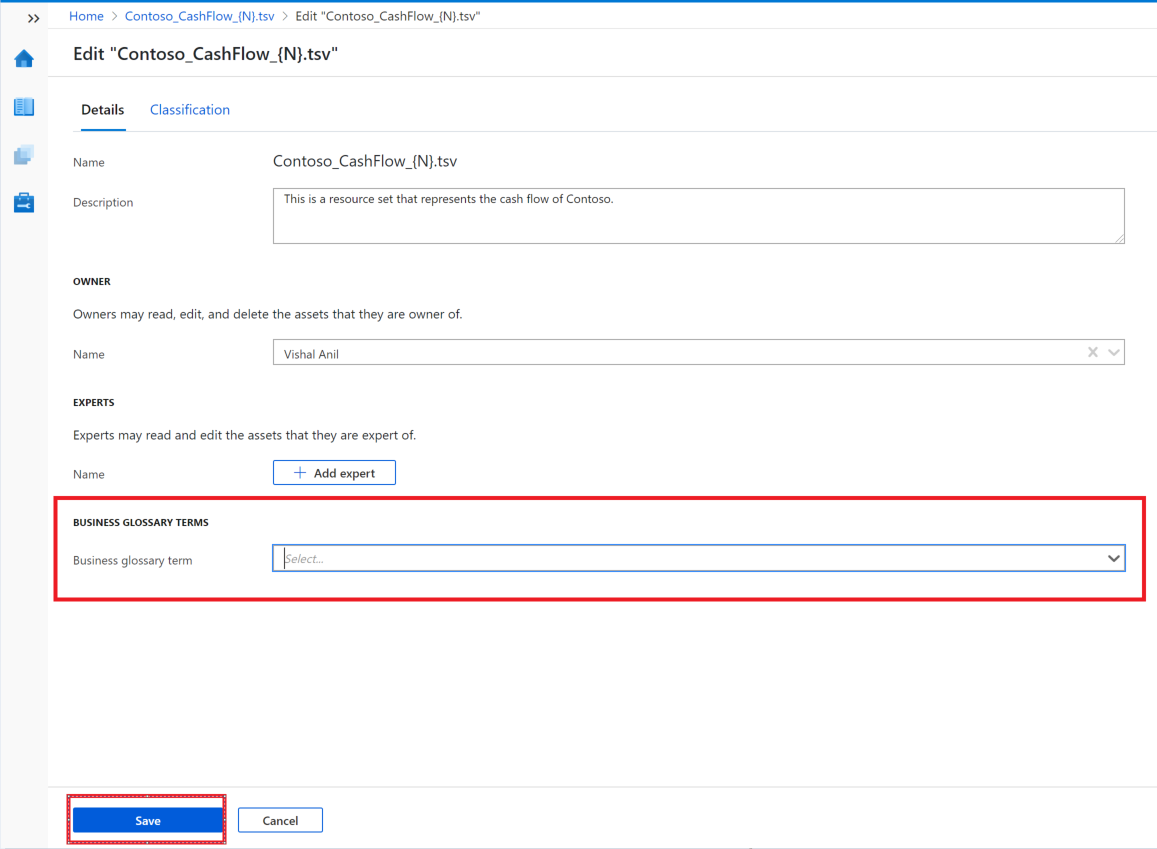 Home > Contoso_CashFlow_{N}.tsv > Edit "Contoso_CashFlow_{N}.tsv"
Edit "Contoso_CashFlow_{N}.tsv"
Details Classification
Name Contoso_CashFlow_{N}.tsv
Description This is a resource set that represents the cash flow of Contoso.
OWNER
Owners may read, edit, and delete the assets that they are owner of.
Name Vishal Anil
EXPERTS
Experts may read and edit the assets that they are expert of.
Name + Add expert
BUSINESS GLOSSARY TERMS
Business glossary term Select...
Save Cancel